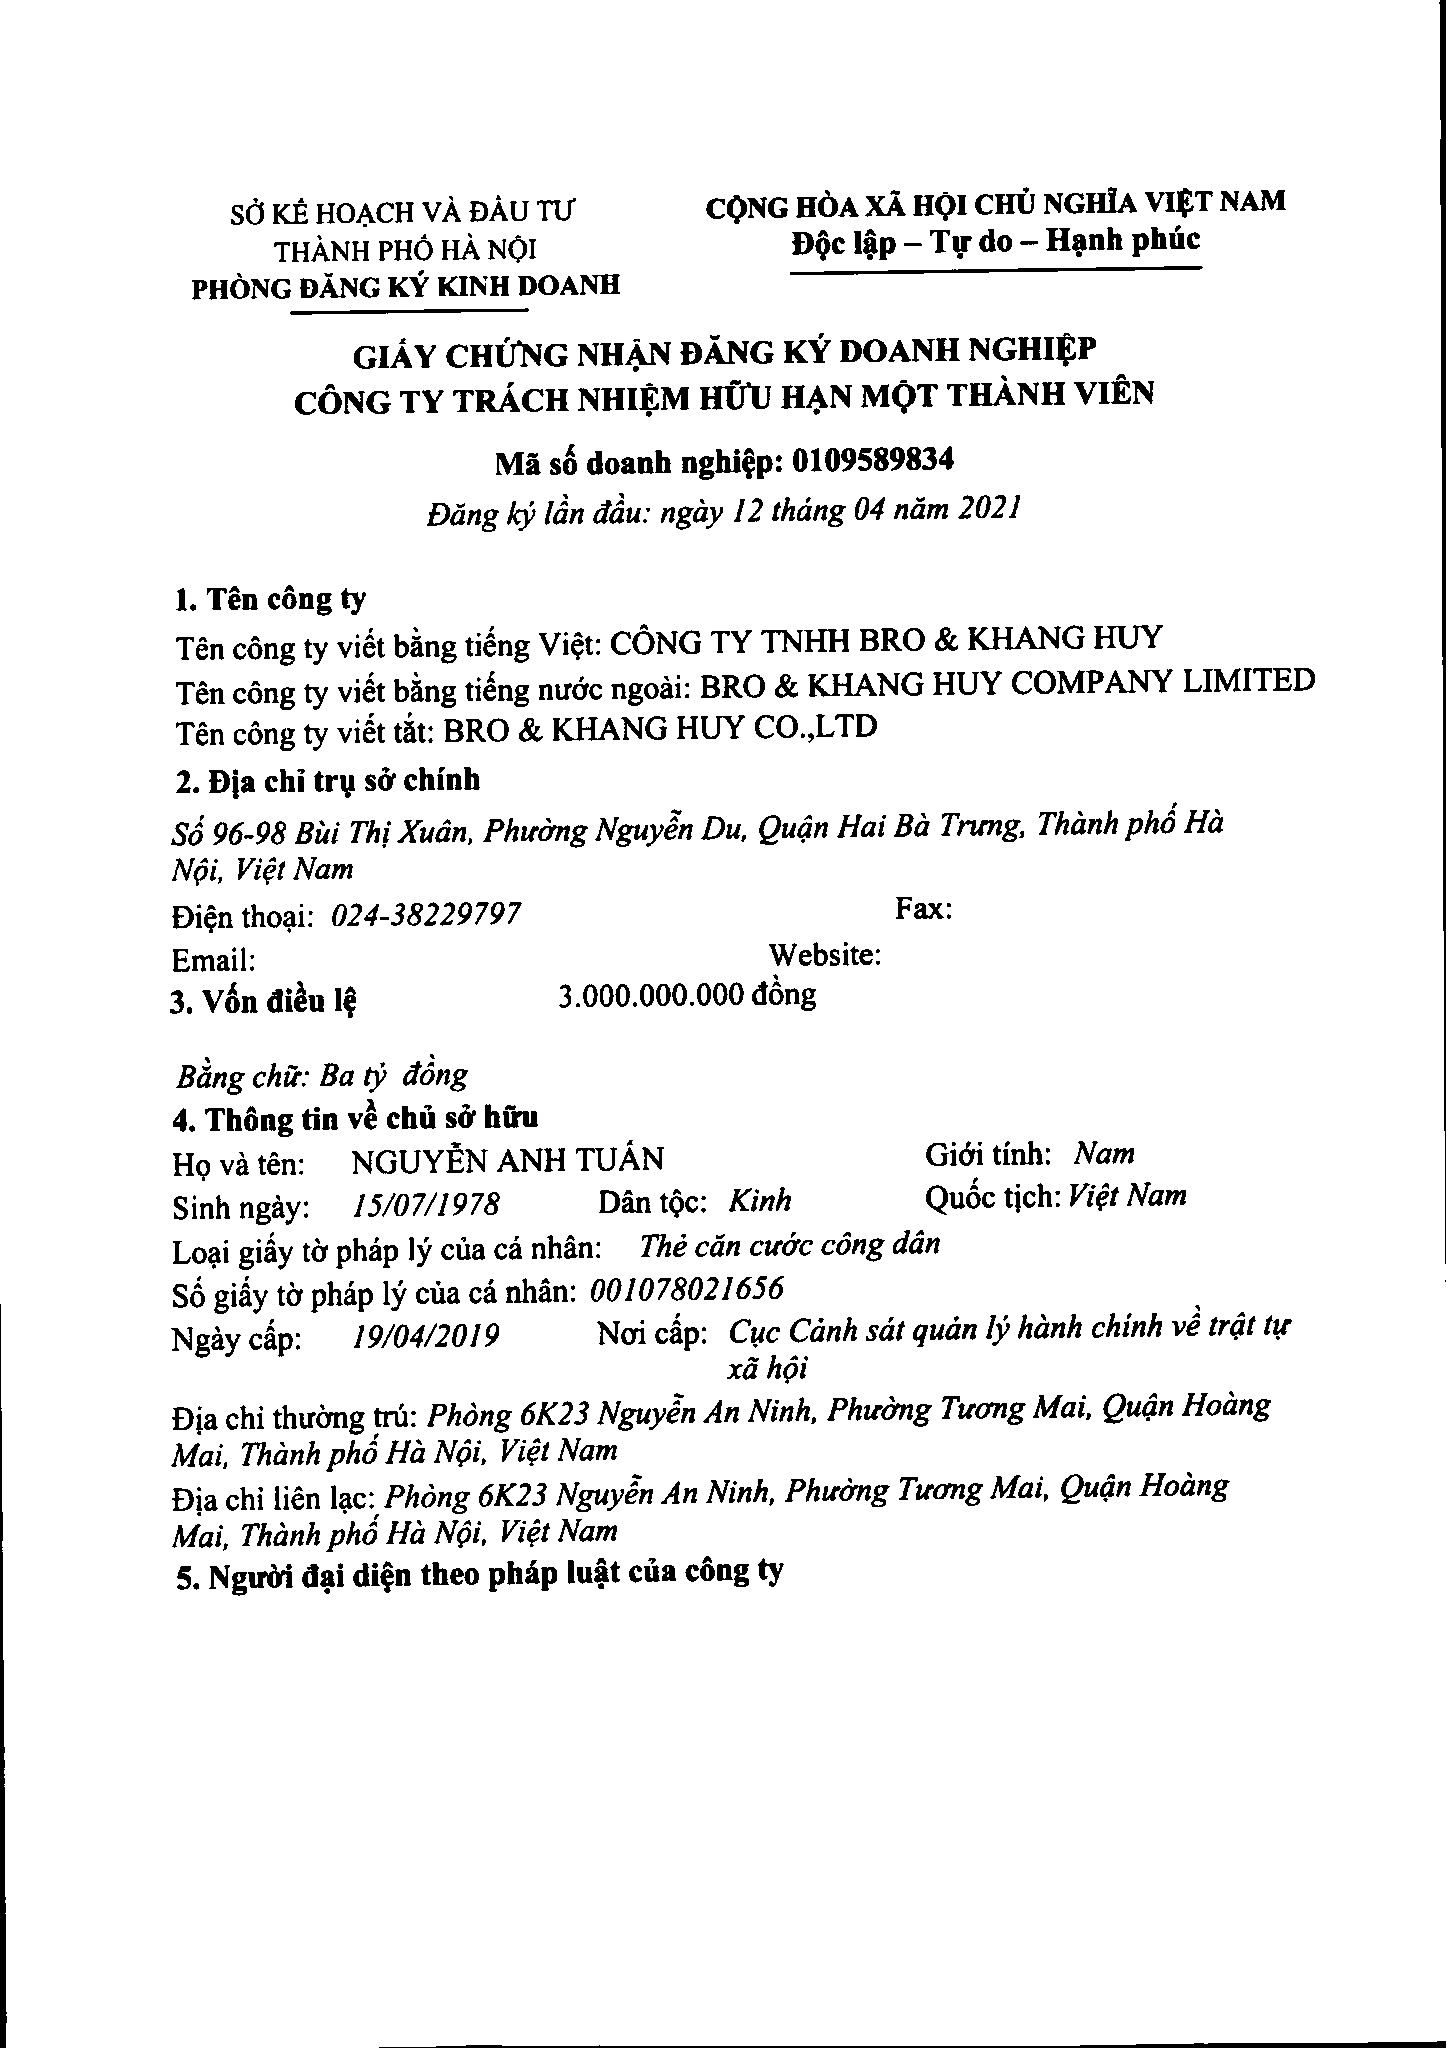 SỞ KẾ HOẠCH VÀ ĐẦU TƯ
THÀNH PHỐ HÀ NỘI
PHÒNG ĐĂNG KÝ KINH DOANH
CỘNG HÒA XÃ HỘI CHỦ NGHĨA VIỆT NAM
Độc lập – Tự do – Hạnh phúc
GIẤY CHỨNG NHẬN ĐĂNG KÝ DOANH NGHIỆP
CÔNG TY TRÁCH NHIỆM HỮU HẠN MỘT THÀNH VIÊN
Mã số doanh nghiệp: 0109589834
Đăng ký lần đầu: ngày 12 tháng 04 năm 2021
1. Tên công ty
Tên công ty viết bằng tiếng Việt: CÔNG TY TNHH BRO & KHANG HUY
Tên công ty viết bằng tiếng nước ngoài: BRO & KHANG HUY COMPANY LIMITED
Tên công ty viết tắt: BRO & KHANG HUY CO.,LTD
2. Địa chỉ trụ sở chính
Số 96-98 Bùi Thị Xuân, Phường Nguyễn Du, Quận Hai Bà Trưng, Thành phố Hà
Nội, Việt Nam
Điện thoại: 024-38229797 Fax:
Email: Website:
3. Vốn điều lệ 3.000.000.000 đồng
Bằng chữ: Ba tỷ đồng
4. Thông tin về chủ sở hữu
Họ và tên: NGUYỄN ANH TUẤN Giới tính: Nam
Sinh ngày: 15/07/1978 Dân tộc: Kinh Quốc tịch: Việt Nam
Loại giấy tờ pháp lý của cá nhân: Thẻ căn cước công dân
Số giấy tờ pháp lý của cá nhân: 001078021656
Ngày cấp: 19/04/2019 Nơi cấp: Cục Cảnh sát quản lý hành chính về trật tự
xã hội
Địa chỉ thường trú: Phòng 6K23 Nguyễn An Ninh, Phường Tương Mai, Quận Hoàng
Mai, Thành phố Hà Nội, Việt Nam
Địa chỉ liên lạc: Phòng 6K23 Nguyễn An Ninh, Phường Tương Mai, Quận Hoàng
Mai, Thành phố Hà Nội, Việt Nam
5. Người đại diện theo pháp luật của công ty